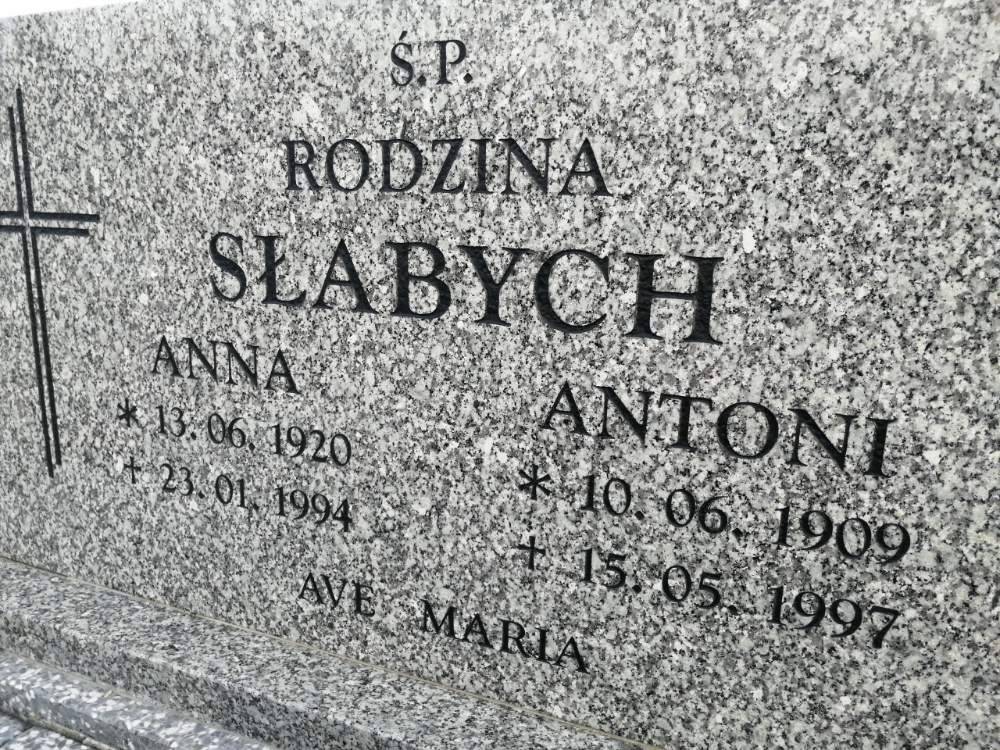 Ś.P.
RODZINA
SŁABYCH
ANNA
* 13. 06. 1920
† 23. 01. 1994
ANTONI
* 10. 06. 1909
† 15. 05. 1997
AVE MARIA